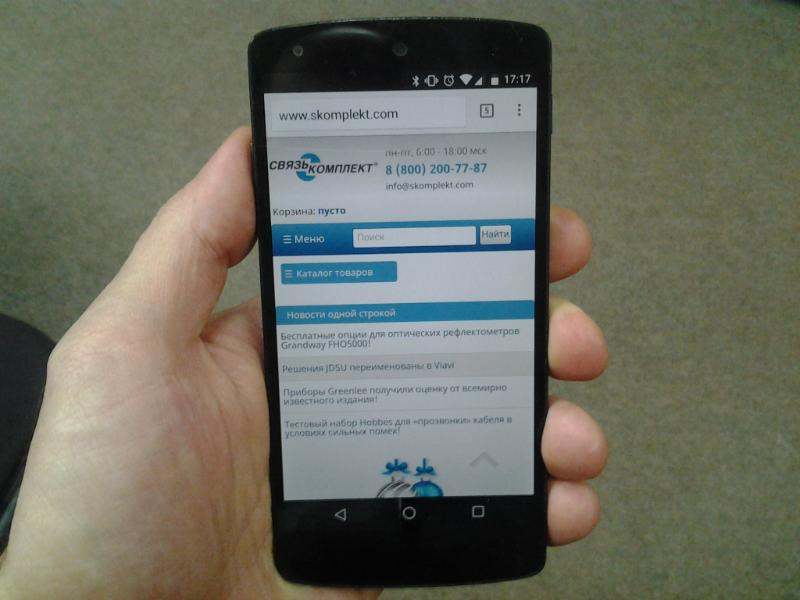 17:17
www.skomplekt.com
5
пн-пт, 6:00 - 18:00 мск
СВЯЗЬКОМПЛЕКТ®
8 (800) 200-77-87
info@skomplekt.com
Корзина: пусто
☰ Меню
Поиск
Найти
☰ Каталог товаров
Новости одной строкой
Бесплатные опции для оптических рефлектометров
Grandway FHO5000!
Решения JDSU переименованы в Viavi
Приборы Greenlee получили оценку от всемирно
известного издания!
Тестовый набор Hobbes для «прозвонки» кабеля в
условиях сильных помех!